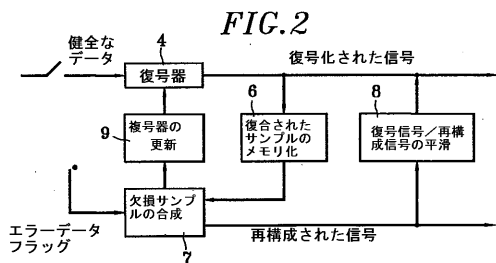 FIG.2
健全な
データ
4
復号器
復号化された信号
9
複号器の
更新
6
復合された
サンプルの
メモリ化
8
復号信号/再構
成信号の平滑
エラーデータ
フラッグ
欠損サンプ
ルの合成
7
再構成された信号